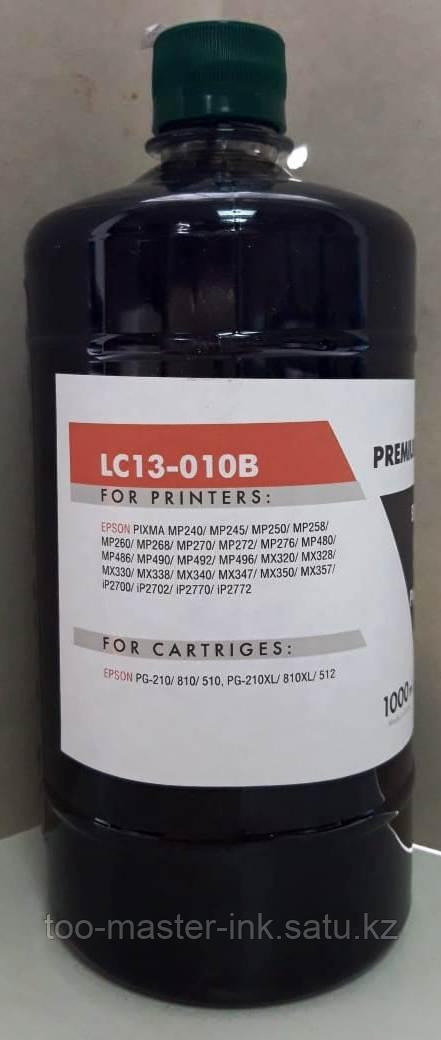 LC13-010B
FOR PRINTERS:
EPSON PIXMA MP240/ MP245/ MP250/ MP258/
MP260/ MP268/ MP270/ MP272/ MP276/ MP480/
MP486/ MP490/ MP492/ MP496/ MX320/ MX328/
MX330/ MX338/ MX340/ MX347/ MX350/ MX357/
iP2700/ iP2702/ iP2770/ iP2772
FOR CARTRIGES:
EPSON PG-210/ 810/ 510, PG-210XL/ 810XL/ 512
1000
too-master-ink.satu.kz